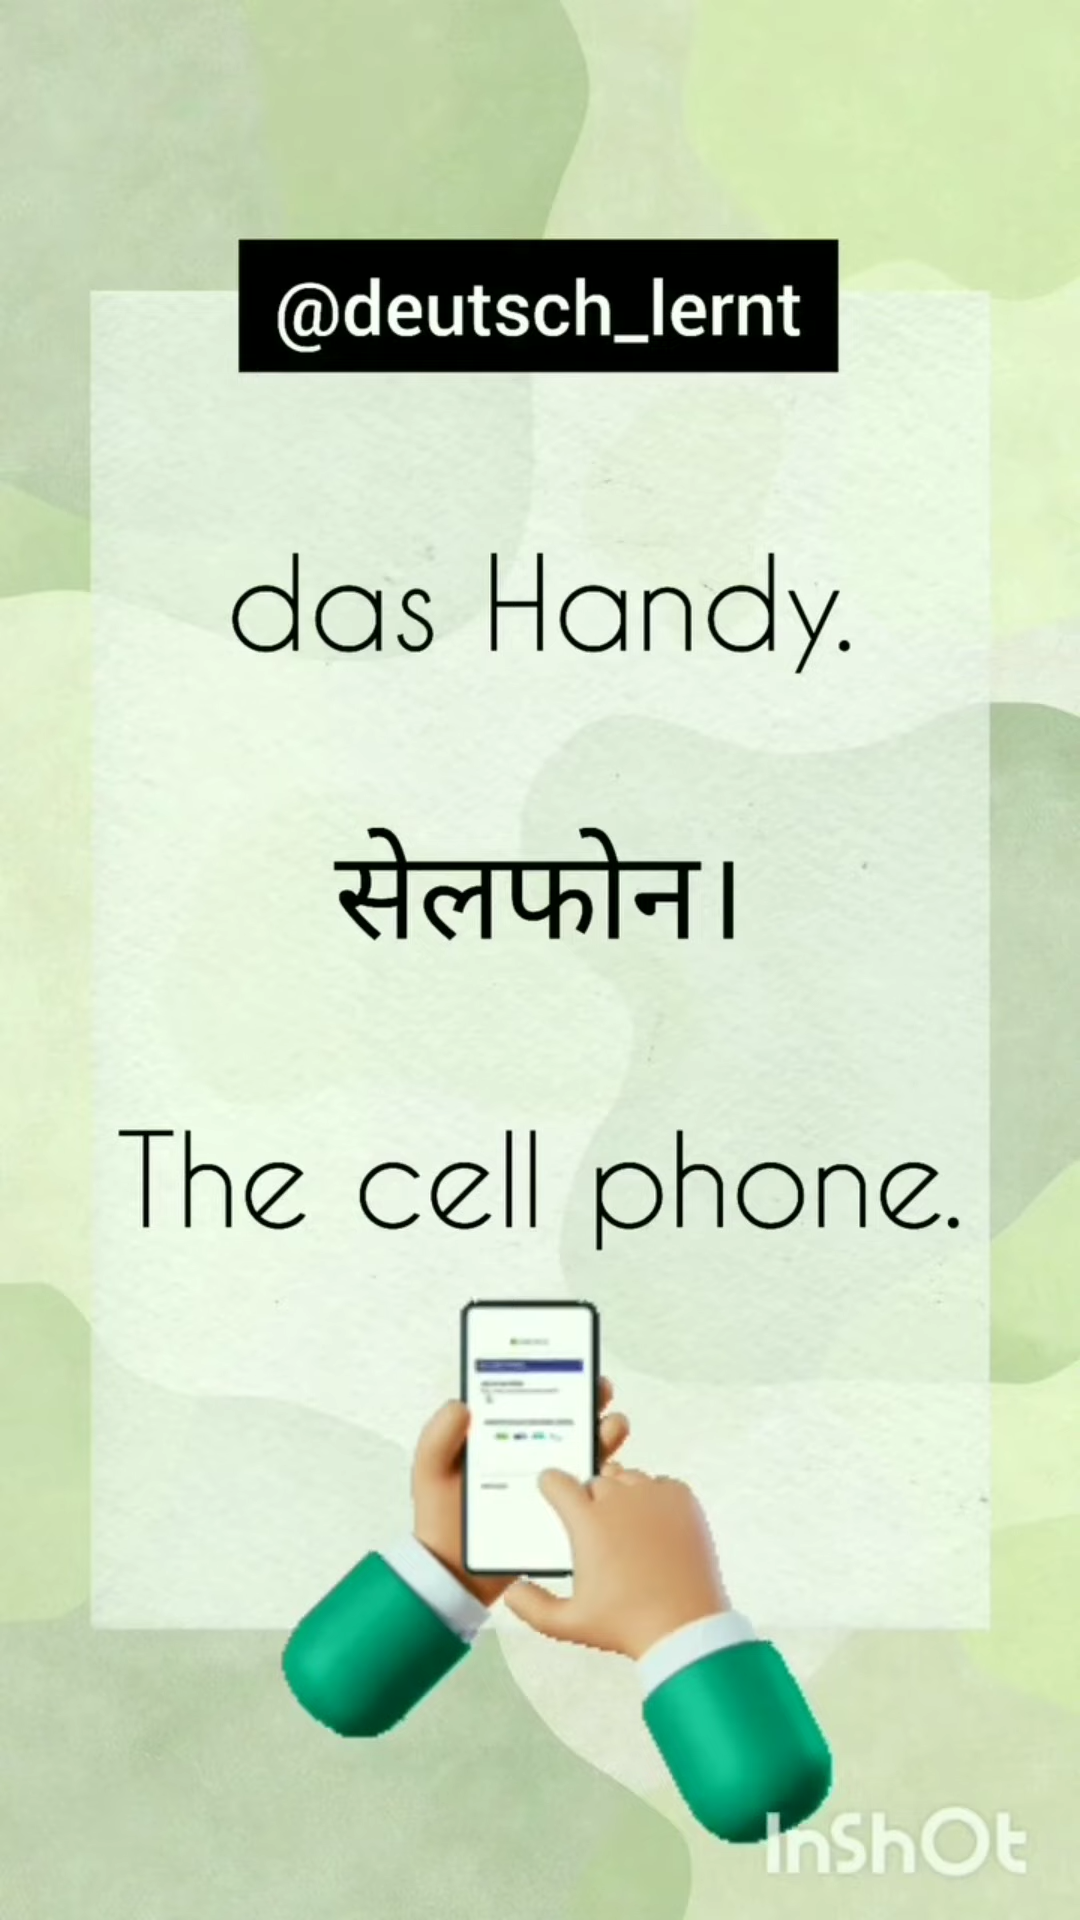 @deutsch_lernt
das Handy.
सेलफोन।
The cell phone.
InShOt